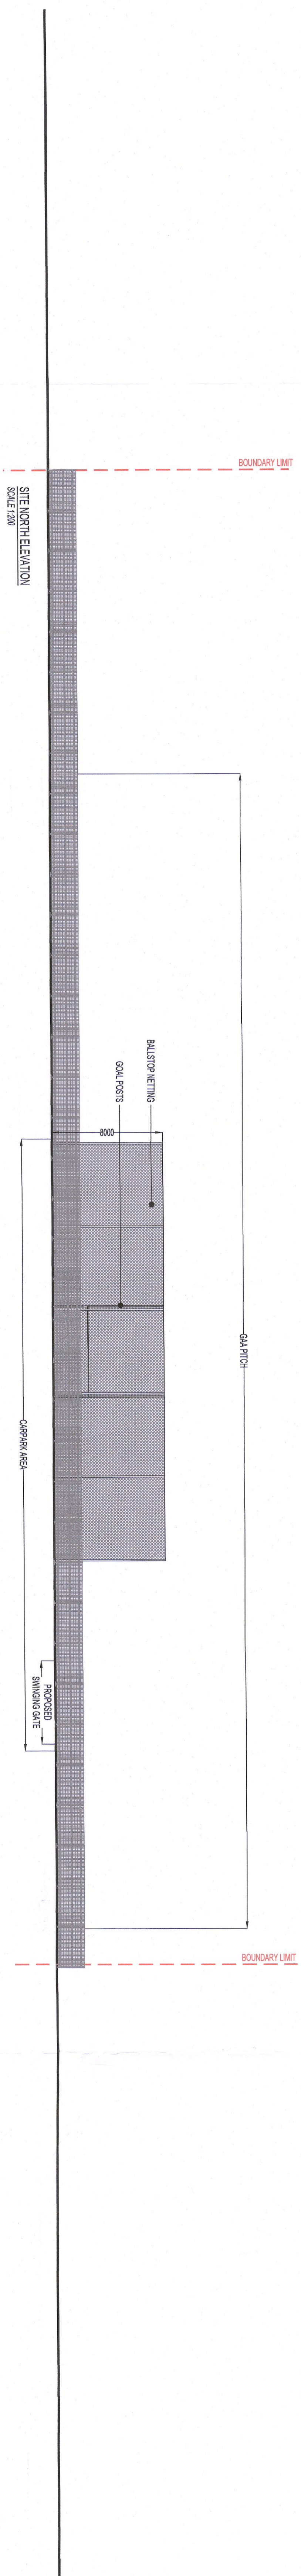 BOUNDARY LIMIT
BOUNDARY LIMIT
GAA PITCH
BALLSTOP NETTING
GOAL POSTS
8000
CARPARK AREA
PROPOSED
SWINGING GATE
SITE NORTH ELEVATION
SCALE 1:200